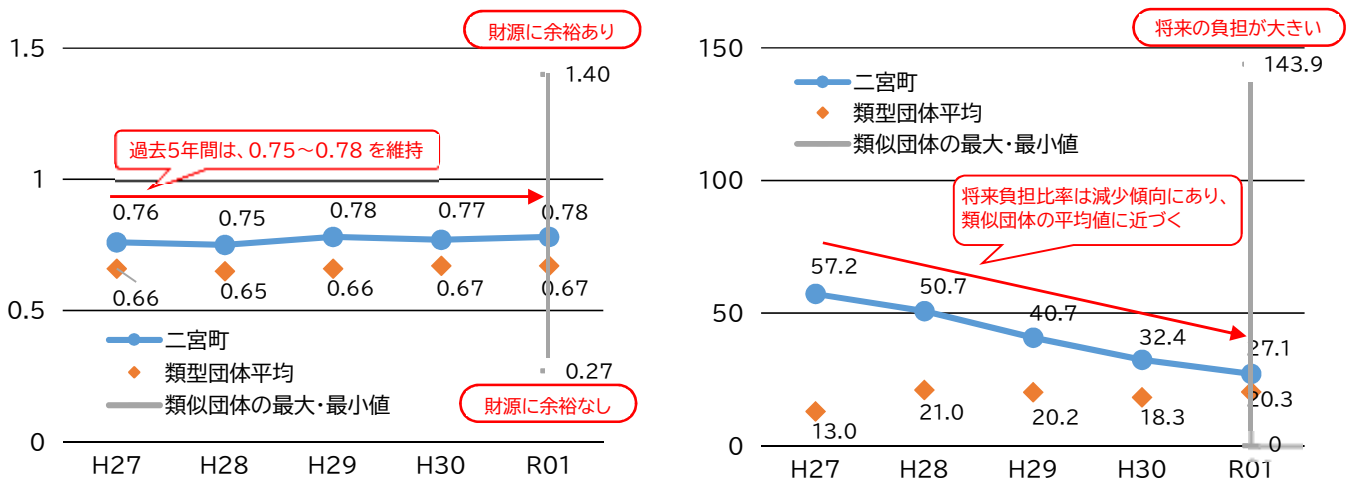 財源に余裕あり
1.5
1.40
過去5年間は、0.75～0.78 を維持
1
0.76
0.75
0.78
0.77
0.78
0.66
0.65
0.66
0.67
0.67
0.5
二宮町
類型団体平均
類似団体の最大・最小値
0.27
財源に余裕なし
0
H27
H28
H29
H30
R01
将来の負担が大きい
150
143.9
二宮町
類型団体平均
類似団体の最大・最小値
100
将来負担比率は減少傾向にあり、
類似団体の平均値に近づく
57.2
50.7
40.7
32.4
27.1
50
13.0
21.0
20.2
18.3
20.3
0
0
H27
H28
H29
H30
R01